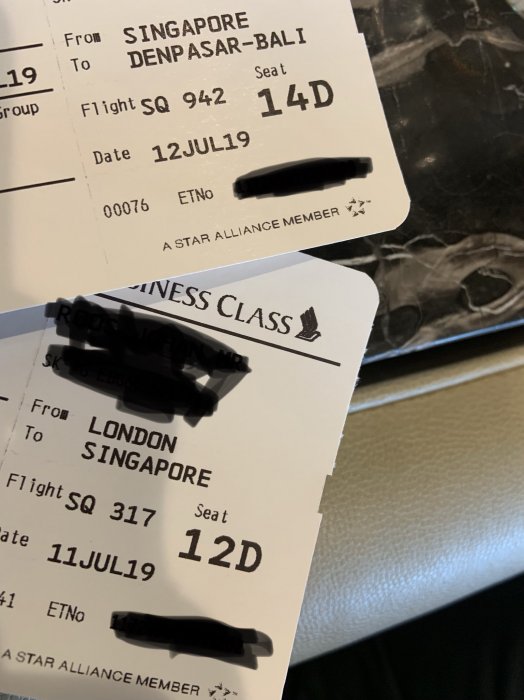 From SINGAPORE
To DENPASAR-BALI
-19
Group
Flight SQ 942 Seat 14D
Date 12JUL19
00076 ETNo
A STAR ALLIANCE MEMBER
INESS CLASS
From LONDON
To SINGAPORE
Flight SQ 317 Seat 12D
ate 11JUL19
41 ETNo
A STAR ALLIANCE MEMBER